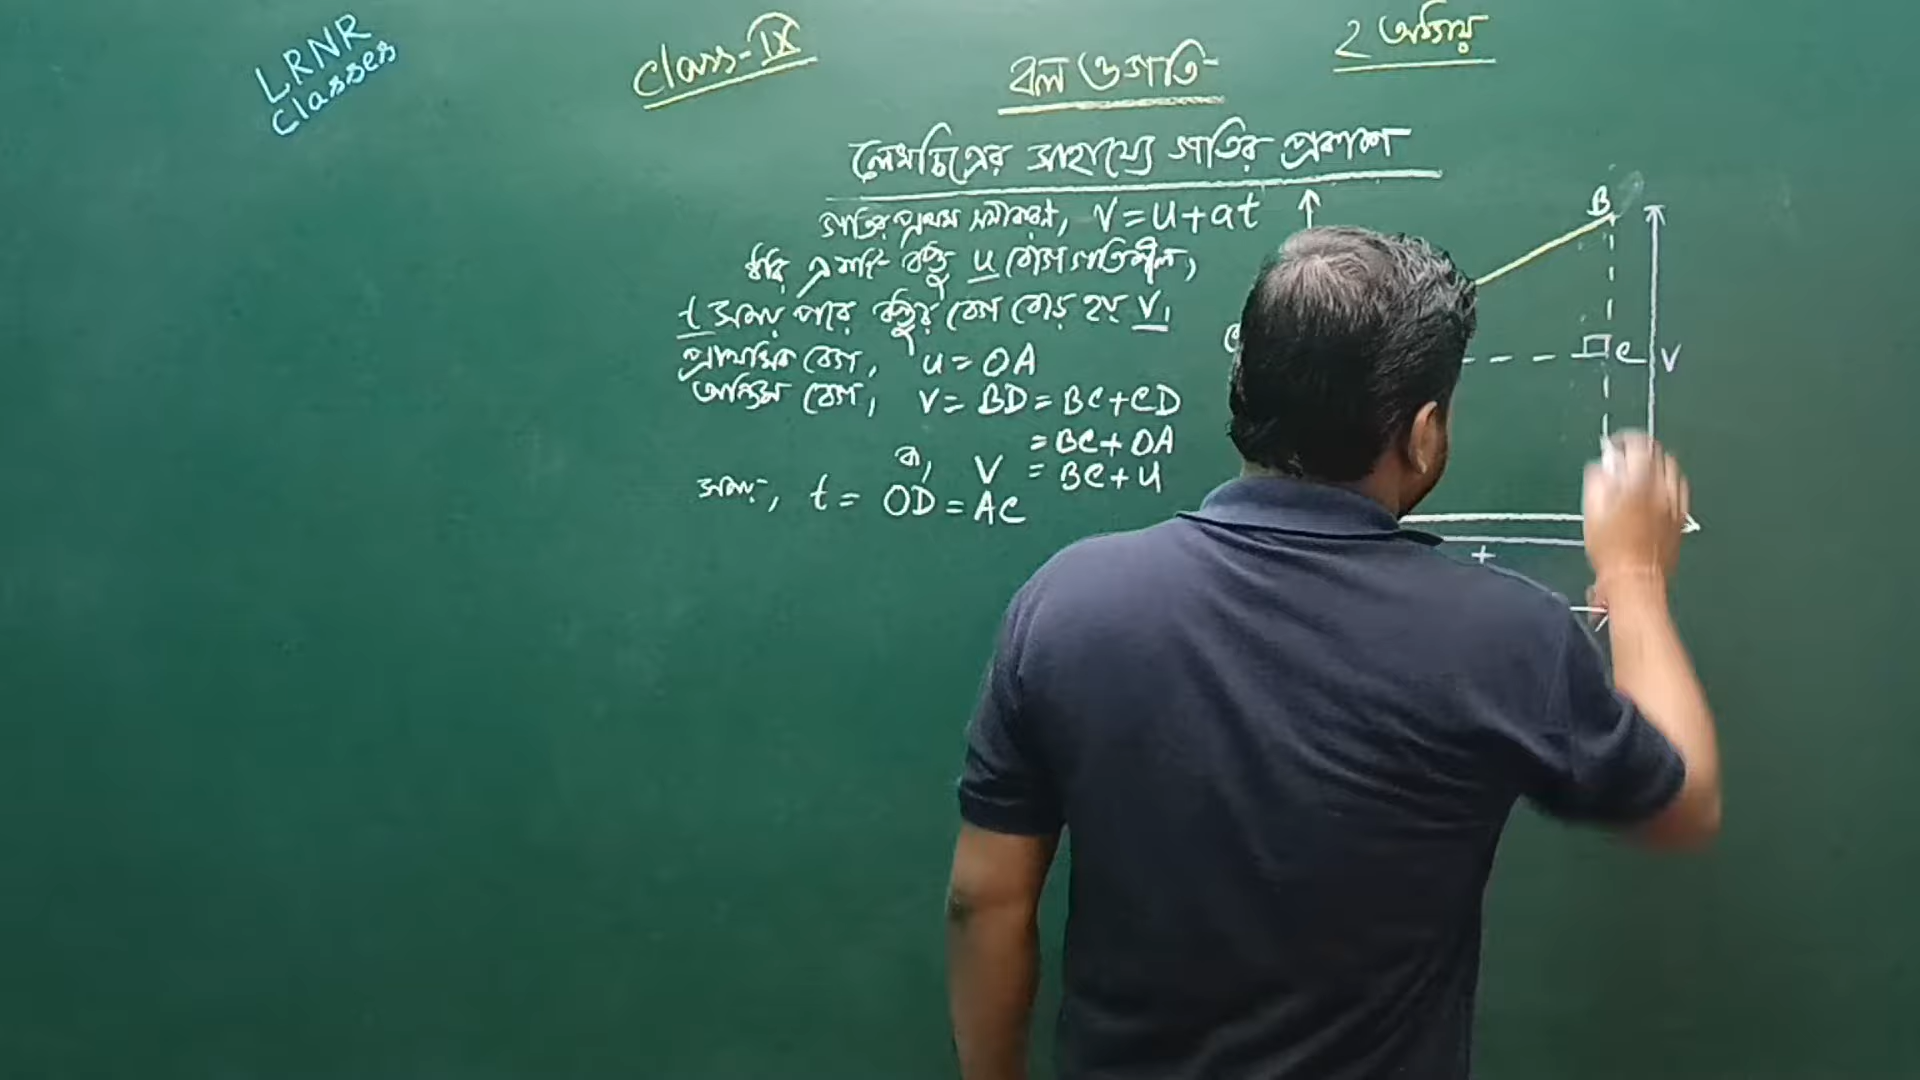 LRNR
Classes
Class-IX
বল ও গতি
2 অধ্যায়
লেখচিত্রের সাহায্যে গতির প্রকাশ
গতির প্রথম সমীকরণ, V=u+at
ধরি একটি বস্তু u বেগে গতিশীল,
t সময় পরে বস্তুর বেগ বেড়ে হয় V।
প্রাথমিক বেগ, u = OA
অন্তিম বেগ, V = BD = BC+CD
= BC+OA
বা, V = BC+u
সময়, t = OD = AC
B
C
V
t